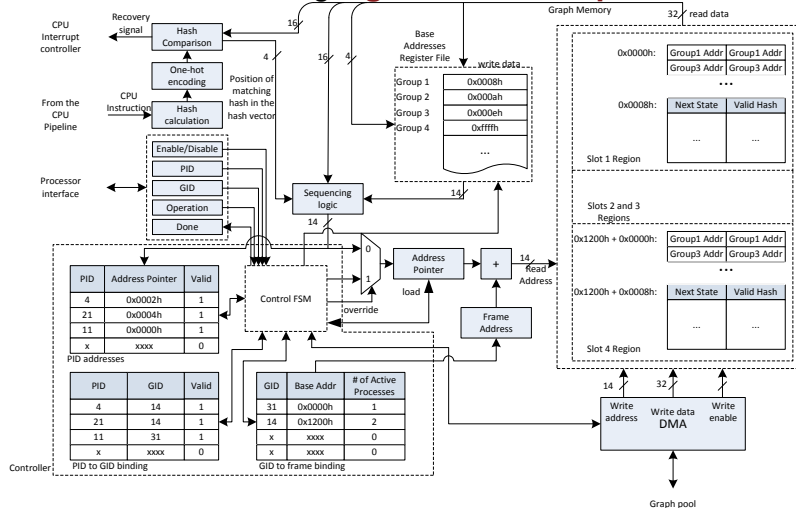 Graph Memory
CPU
Interrupt
controller
Recovery
signal
Hash
Comparison
16
4
16
4
32
read data
One-hot
encoding
Position of
matching
hash in the
hash vector
From the
CPU
Pipeline
CPU
Instruction
Hash
calculation
Base
Addresses
Register File
write data
Group 1
0x0008h
Group 2
0x000ah
Group 3
0x000eh
Group 4
0xffffh
...
14
0x0000h:
Group1 Addr
Group1 Addr
Group3 Addr
Group3 Addr
...
0x0008h:
Next State
Valid Hash
...
...
Slot 1 Region
Slots 2 and 3
Regions
0x1200h + 0x0000h:
Group1 Addr
Group1 Addr
Group3 Addr
Group3 Addr
...
0x1200h + 0x0008h:
Next State
Valid Hash
...
...
Slot 4 Region
Processor
interface
Enable/Disable
PID
GID
Operation
Done
Sequencing
logic
14
0
1
Address
Pointer
load
override
+
14
Read
Address
Frame
Address
Control FSM
PID
Address Pointer
Valid
4
0x0002h
1
21
0x0004h
1
11
0x0000h
1
x
xxxx
0
PID addresses
PID
GID
Valid
4
14
1
21
14
1
11
31
1
x
xxxx
0
PID to GID binding
GID
Base Addr
# of Active
Processes
31
0x0000h
1
14
0x1200h
2
x
xxxx
0
x
xxxx
0
GID to frame binding
Controller
14
32
Write
address
Write data
Write
enable
DMA
Graph pool